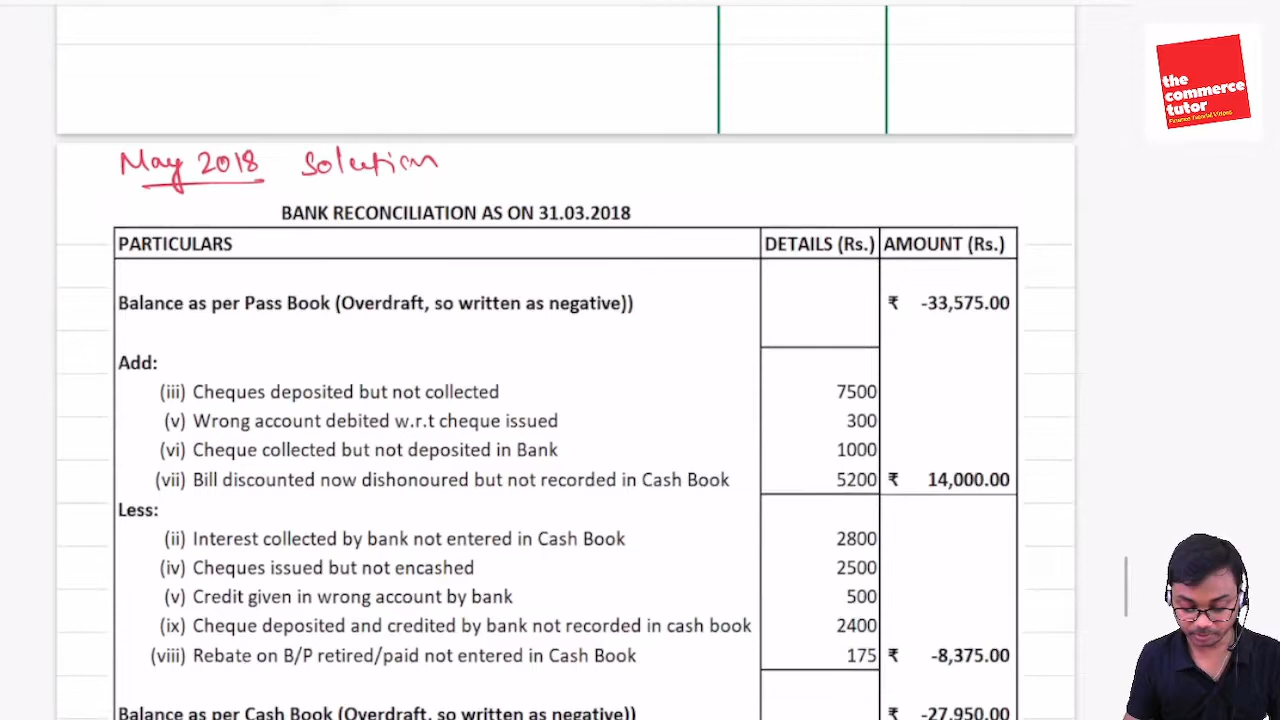 the
commerce
tutor
Finance Tutorial Videos
May 2018 Solution
BANK RECONCILIATION AS ON 31.03.2018
PARTICULARS DETAILS (Rs.) AMOUNT (Rs.)
Balance as per Pass Book (Overdraft, so written as negative)) ₹ -33,575.00
Add:
(iii) Cheques deposited but not collected 7500
(v) Wrong account debited w.r.t cheque issued 300
(vi) Cheque collected but not deposited in Bank 1000
(vii) Bill discounted now dishonoured but not recorded in Cash Book 5200 ₹ 14,000.00
Less:
(ii) Interest collected by bank not entered in Cash Book 2800
(iv) Cheques issued but not encashed 2500
(v) Credit given in wrong account by bank 500
(ix) Cheque deposited and credited by bank not recorded in cash book 2400
(viii) Rebate on B/P retired/paid not entered in Cash Book 175 ₹ -8,375.00
Balance as per Cash Book (Overdraft, so written as negative)) ₹ -27,950.00